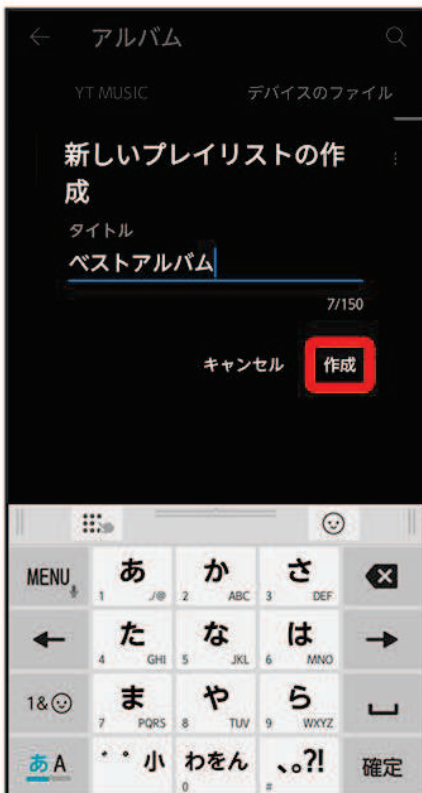 アルバム
YT MUSIC デバイスのファイル
新しいプレイリストの作
成
タイトル
ベストアルバム
7/150
キャンセル 作成
MENU あ か さ
1 ./@ 2 ABC 3 DEF
← た な は →
4 GHI 5 JKL 6 MNO
1&☺ ま や ら
7 PQRS 8 TUV 9 WXYZ
あA ゛゜小 わをん 、。?! 確定
0 #